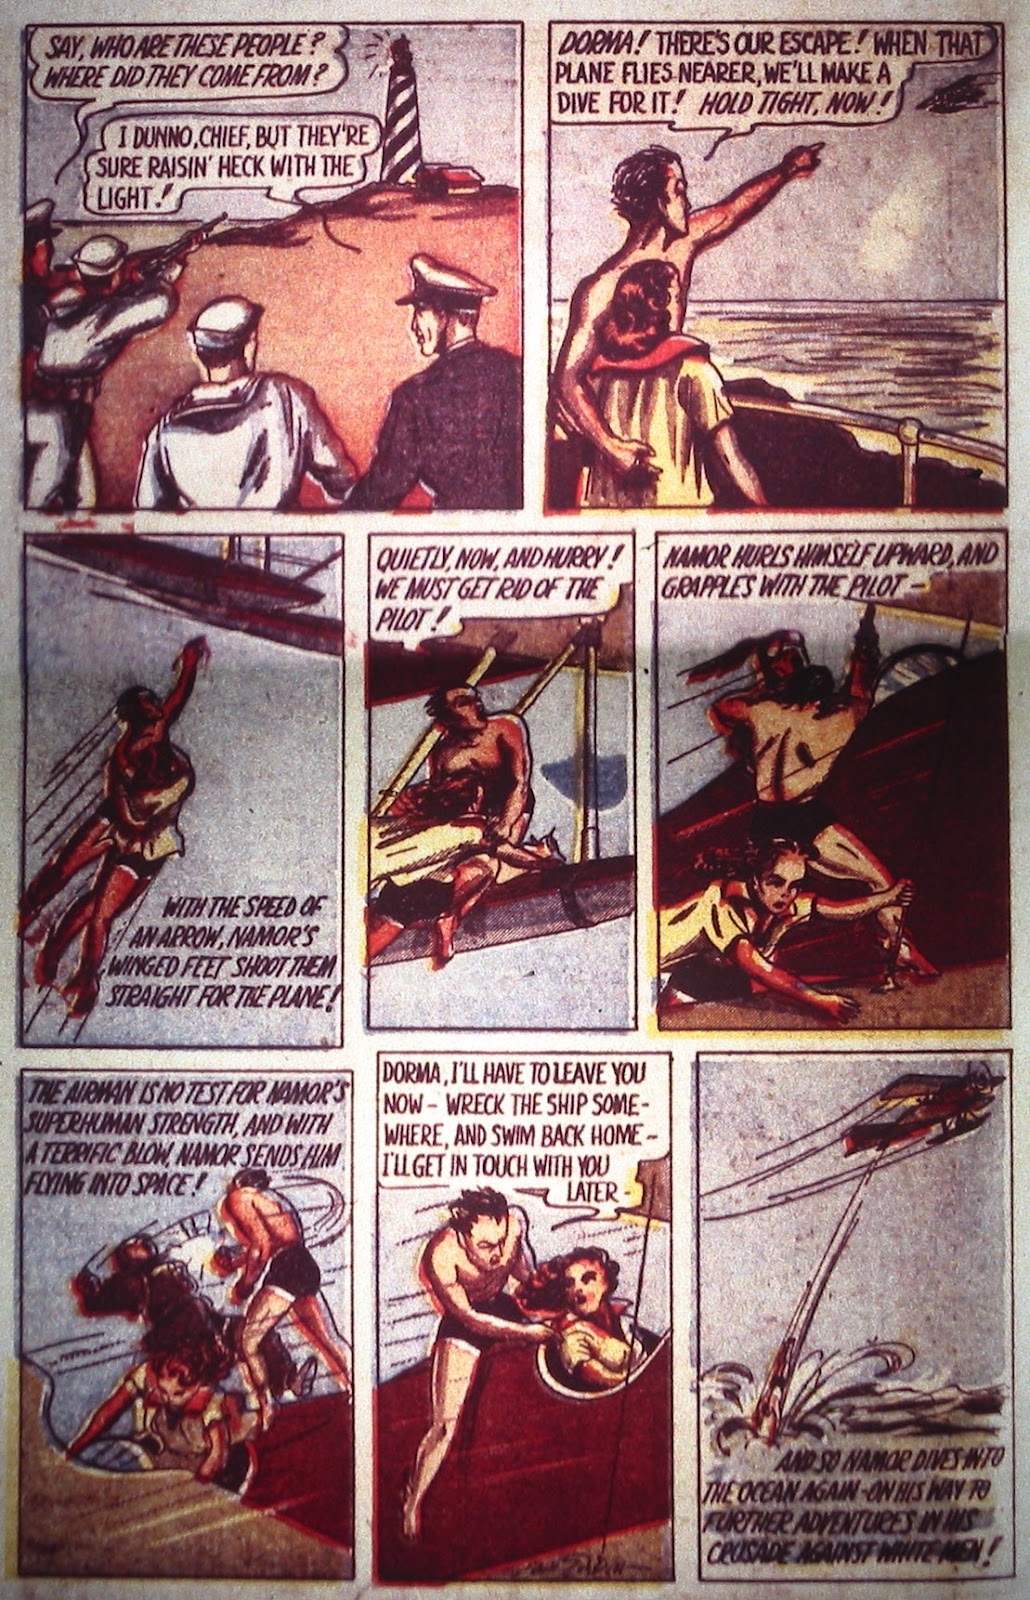 SAY, WHO ARE THESE PEOPLE?
WHERE DID THEY COME FROM?
I DUNNO, CHIEF, BUT THEY'RE
SURE RAISIN' HECK WITH THE
LIGHT!
DORMA! THERE'S OUR ESCAPE! WHEN THAT
PLANE FLIES NEARER, WE'LL MAKE A
DIVE FOR IT! HOLD TIGHT, NOW!
WITH THE SPEED OF
AN ARROW, NAMOR'S
WINGED FEET SHOOT THEM
STRAIGHT FOR THE PLANE!
QUIETLY, NOW, AND HURRY!
WE MUST GET RID OF THE
PILOT!
NAMOR HURLS HIMSELF UPWARD, AND
GRAPPLES WITH THE PILOT —
THE AIRMAN IS NO TEST FOR NAMOR'S
SUPERHUMAN STRENGTH, AND WITH
A TERRIFIC BLOW, NAMOR SENDS HIM
FLYING INTO SPACE!
DORMA, I'LL HAVE TO LEAVE YOU
NOW — WRECK THE SHIP SOME-
WHERE, AND SWIM BACK HOME —
I'LL GET IN TOUCH WITH YOU
LATER —
AND SO NAMOR DIVES INTO
THE OCEAN AGAIN — ON HIS WAY TO
FURTHER ADVENTURES IN HIS
CRUSADE AGAINST WHITE MEN!